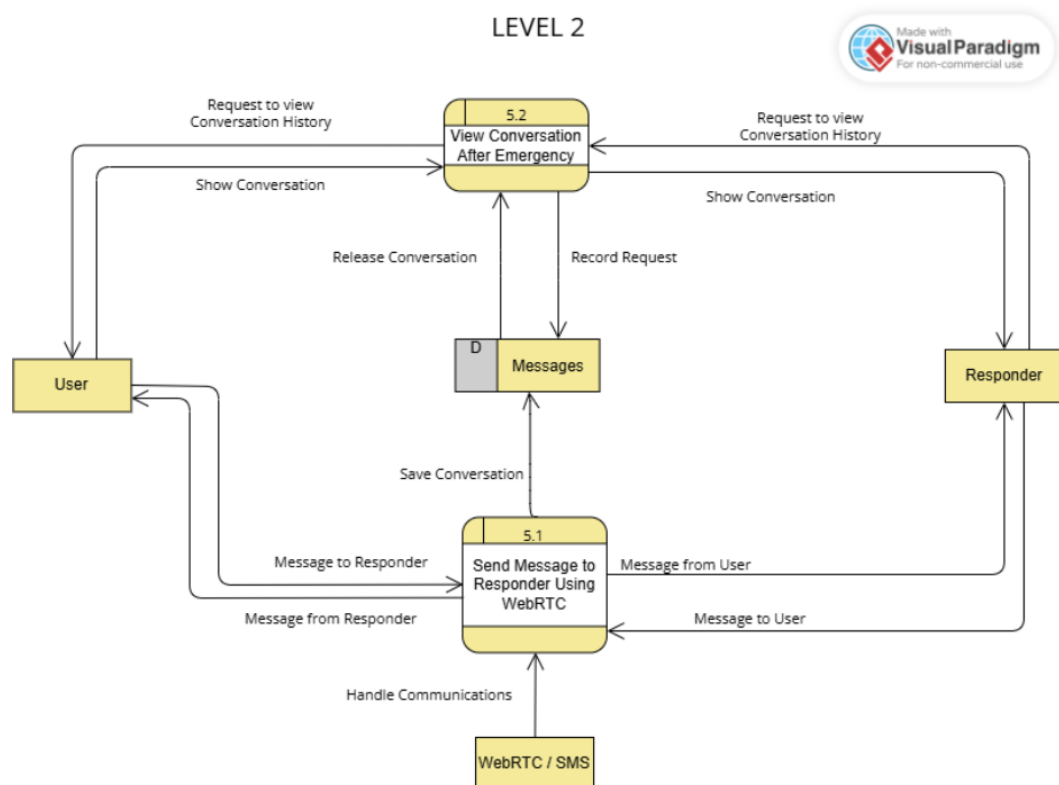 LEVEL 2
Made with
VisualParadigm
For non-commercial use
Request to view
Conversation History
5.2
View Conversation
After Emergency
Request to view
Conversation History
Show Conversation
Show Conversation
Release Conversation
Record Request
D
Messages
User
Responder
Save Conversation
5.1
Send Message to
Responder Using
WebRTC
Message to Responder
Message from User
Message from Responder
Message to User
Handle Communications
WebRTC / SMS